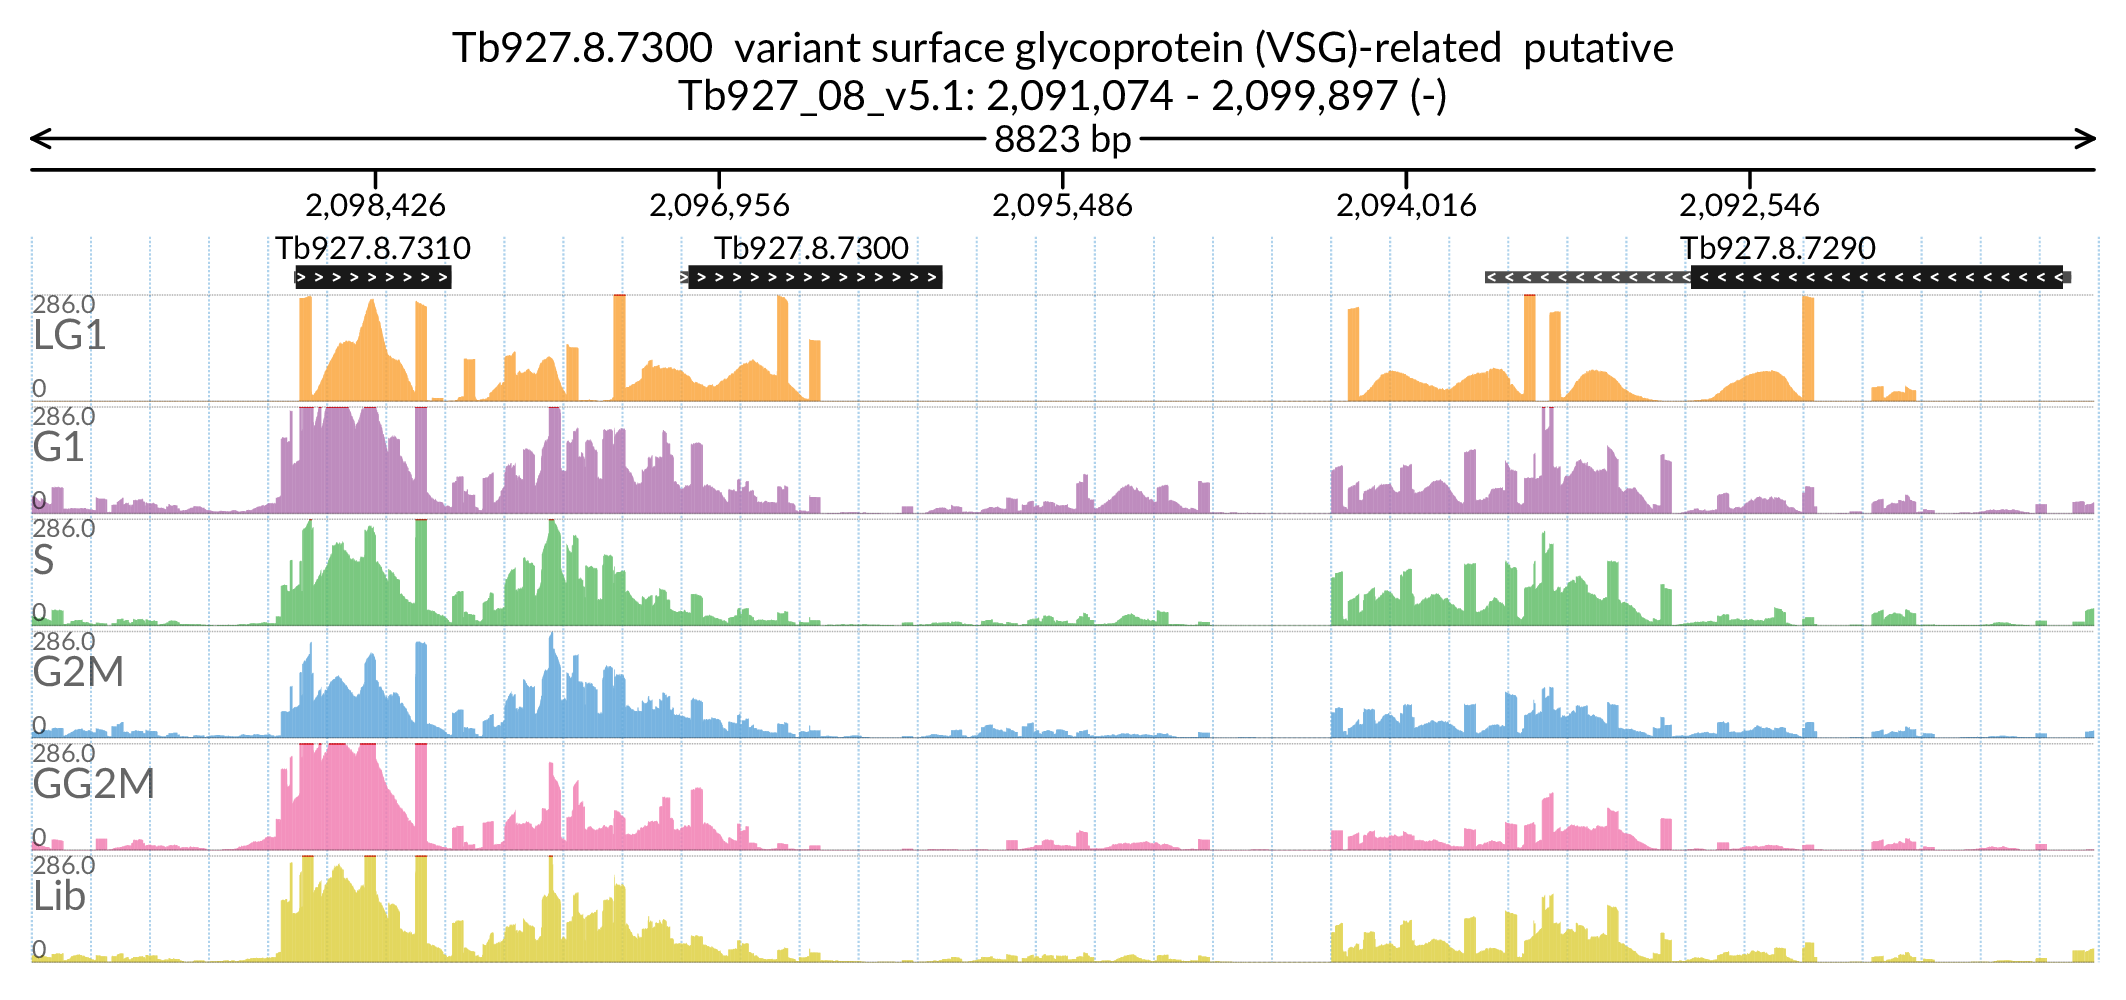 Tb927.8.7300 variant surface glycoprotein (VSG)-related putative
Tb927_08_v5.1: 2,091,074 - 2,099,897 (-)
8823 bp
2,098,426 2,096,956 2,095,486 2,094,016 2,092,546
Tb927.8.7310 Tb927.8.7300 Tb927.8.7290
286.0
LG1
0
286.0
G1
0
286.0
S
0
286.0
G2M
0
286.0
GG2M
0
286.0
Lib
0